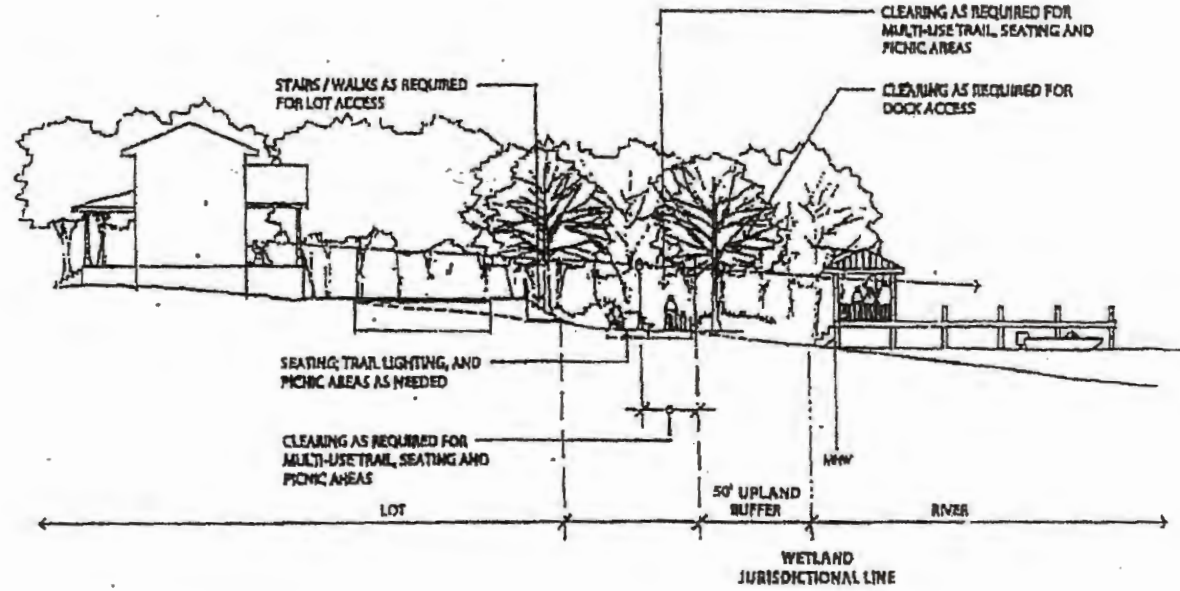 CLEARING AS REQUIRED FOR
MULTI-USE TRAIL, SEATING AND
PICNIC AREAS
STAIRS / WALKS AS REQUIRED
FOR LOT ACCESS
CLEARING AS REQUIRED FOR
DOCK ACCESS
SEATING, TRAIL LIGHTING, AND
PICNIC AREAS AS NEEDED
CLEARING AS REQUIRED FOR
MULTI-USE TRAIL, SEATING AND
PICNIC AREAS
MHW
LOT
50' UPLAND
BUFFER
RIVER
WETLAND
JURISDICTIONAL LINE